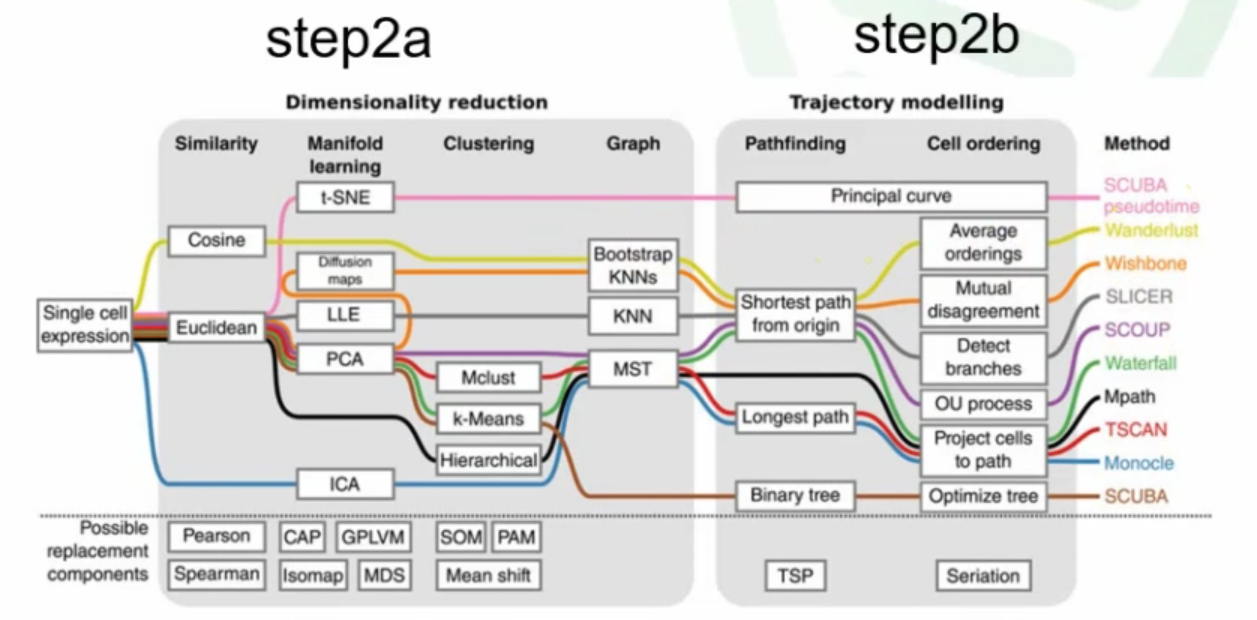 step2a
step2b
Dimensionality reduction
Trajectory modelling
Similarity
Manifold
learning
Clustering
Graph
Pathfinding
Cell ordering
Method
t-SNE
Principal curve
SCUBA
pseudotime
Cosine
Average
orderings
Wanderlust
Diffusion
maps
Bootstrap
KNNs
Wishbone
Mutual
disagreement
Single cell
expression
Euclidean
LLE
KNN
Shortest path
from origin
SLICER
SCOUP
PCA
MST
Detect
branches
Waterfall
Mclust
OU process
Mpath
k-Means
Longest path
TSCAN
Hierarchical
Project cells
to path
Monocle
ICA
Binary tree
Optimize tree
SCUBA
Possible
replacement
components
Pearson
CAP
GPLVM
SOM
PAM
Spearman
Isomap
MDS
Mean shift
TSP
Seriation